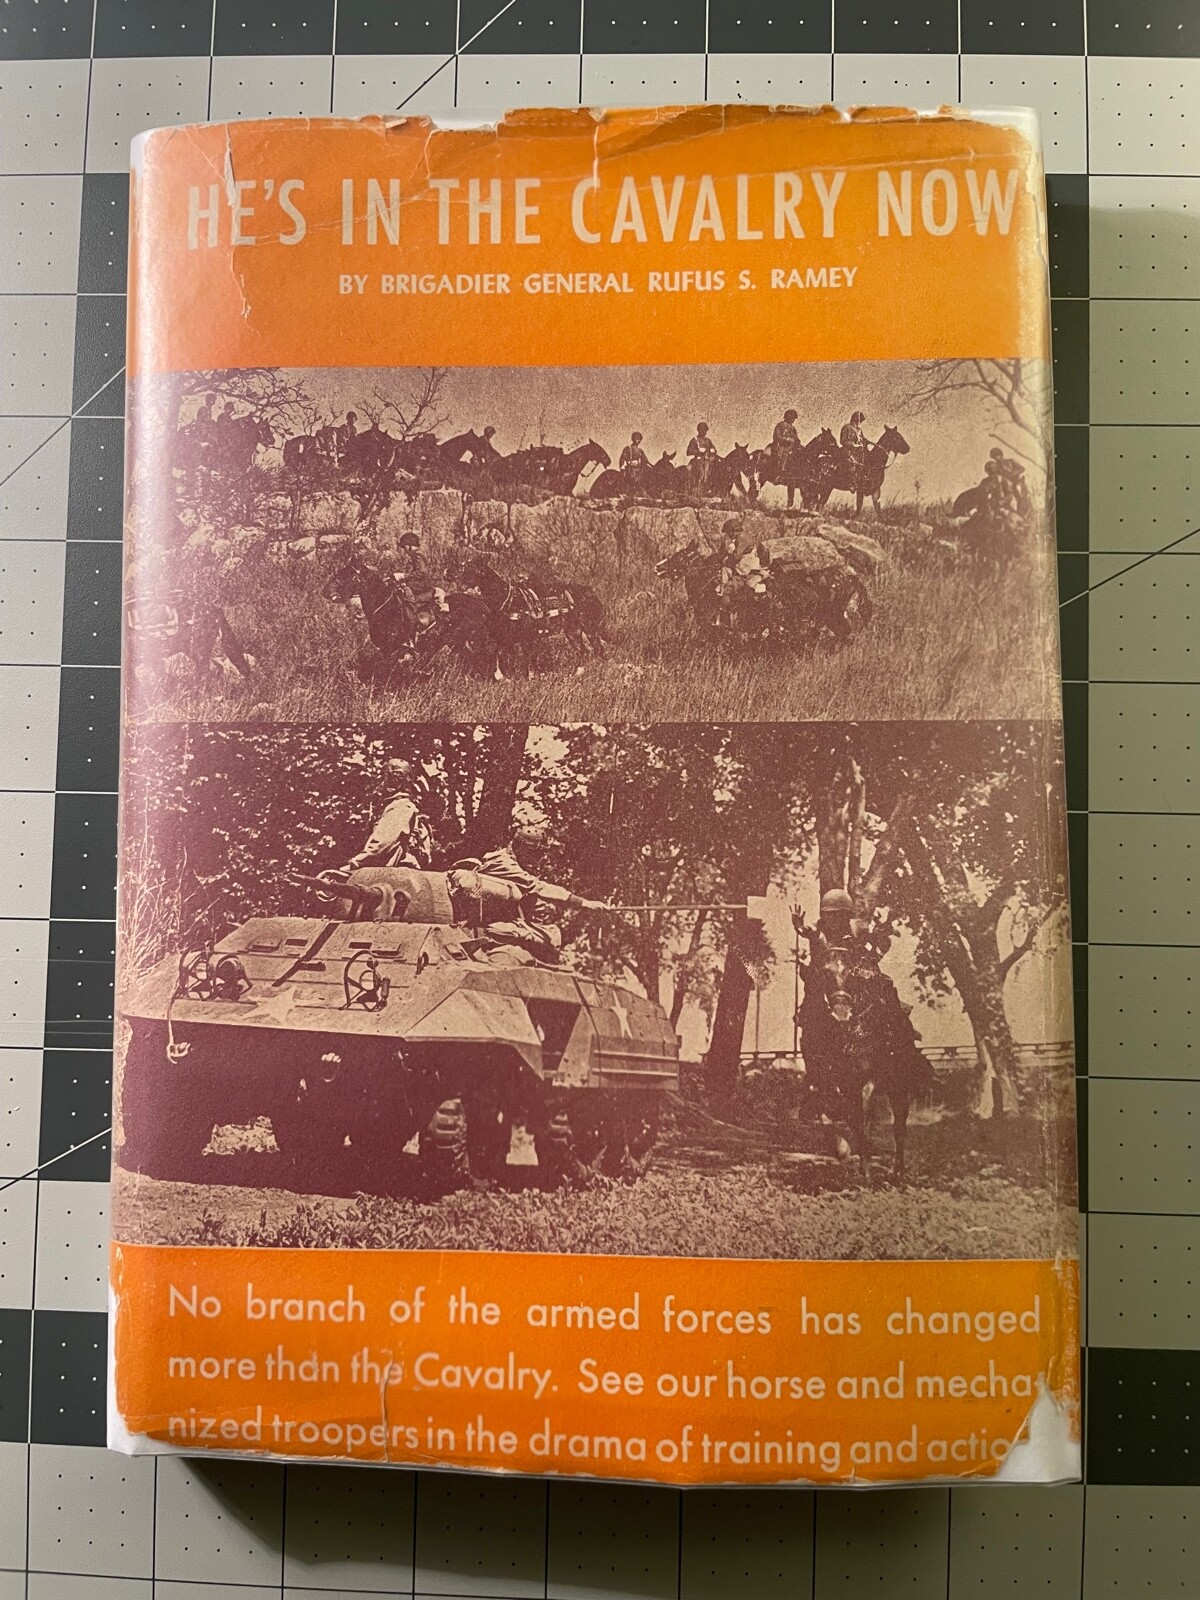 HE'S IN THE CAVALRY NOW
BY BRIGADIER GENERAL RUFUS S. RAMEY
No branch of the armed forces has changed
more than the Cavalry. See our horse and mecha-
nized troopers in the drama of training and actio